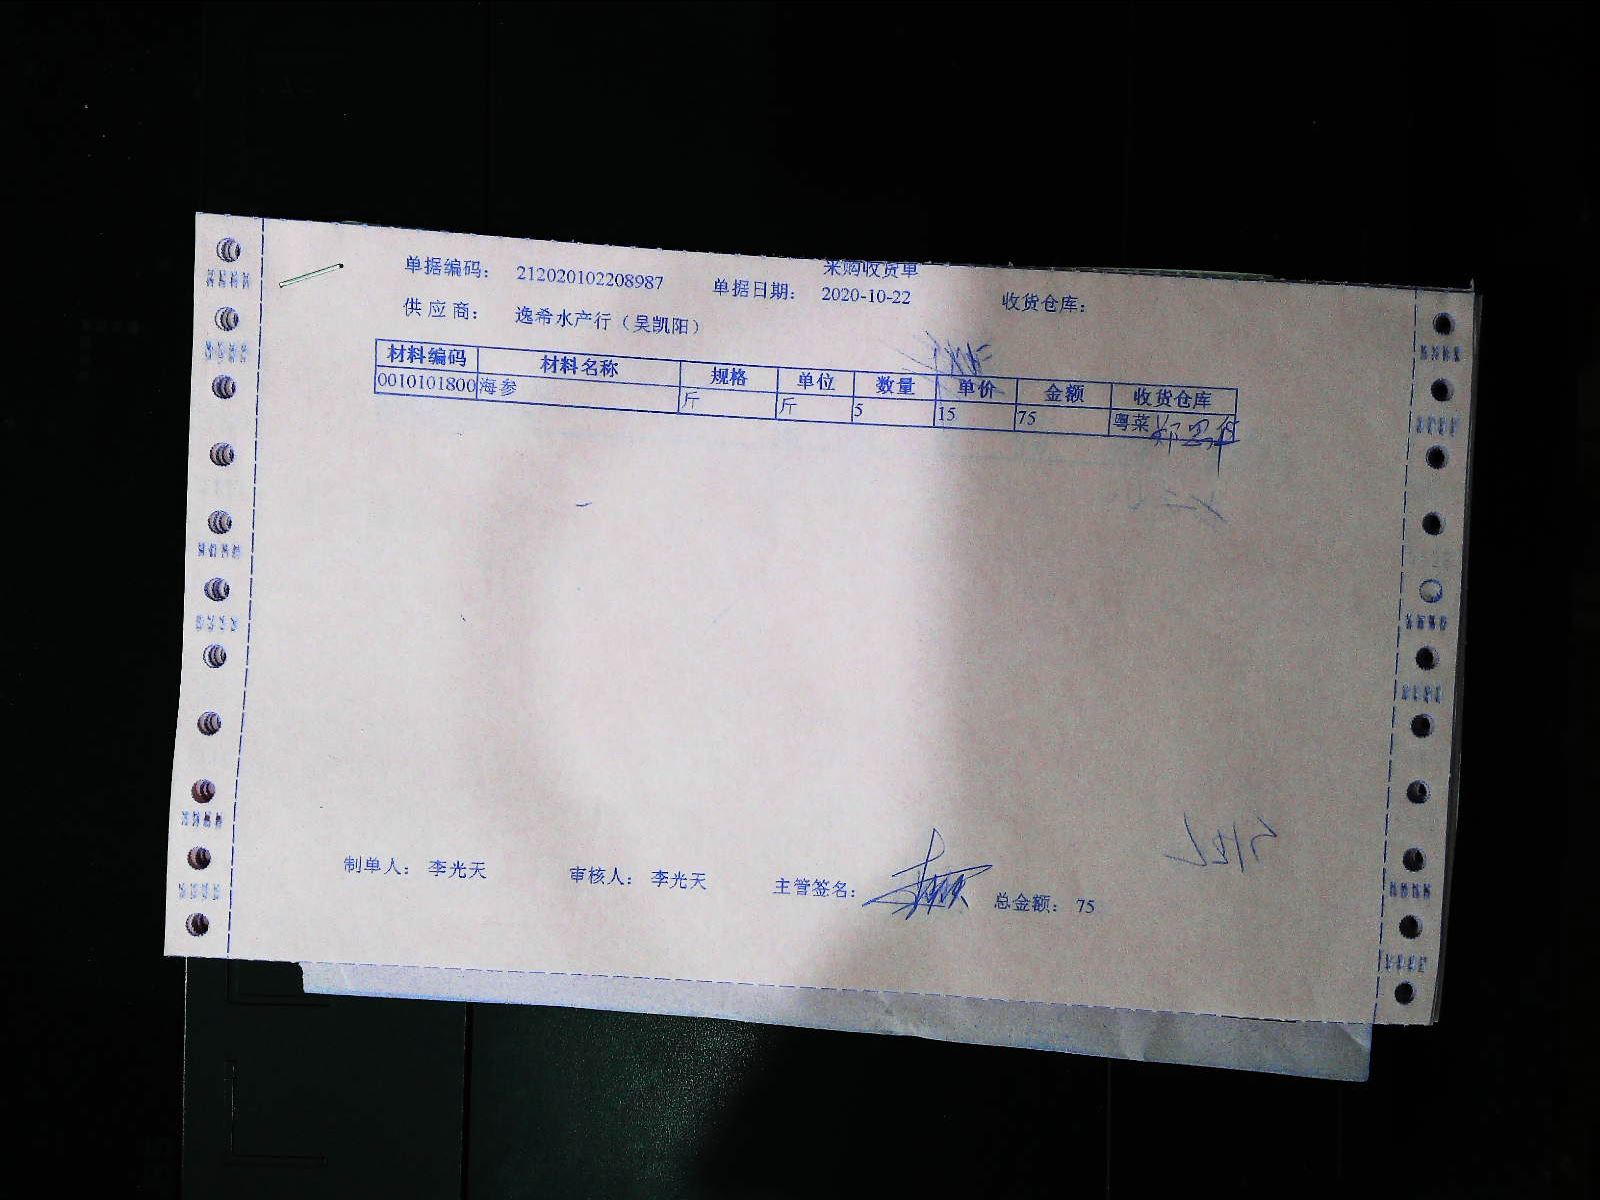 采购收货单
单据编码： 212020102208987 单据日期： 2020-10-22 收货仓库：
供应商： 逸希水产行（吴凯阳）
材料编码 材料名称 规格 单位 数量 单价 金额 收货仓库
0010101800 海参 斤 斤 5 15 75 粤菜
制单人： 李光天 审核人： 李光天 主管签名： 总金额： 75